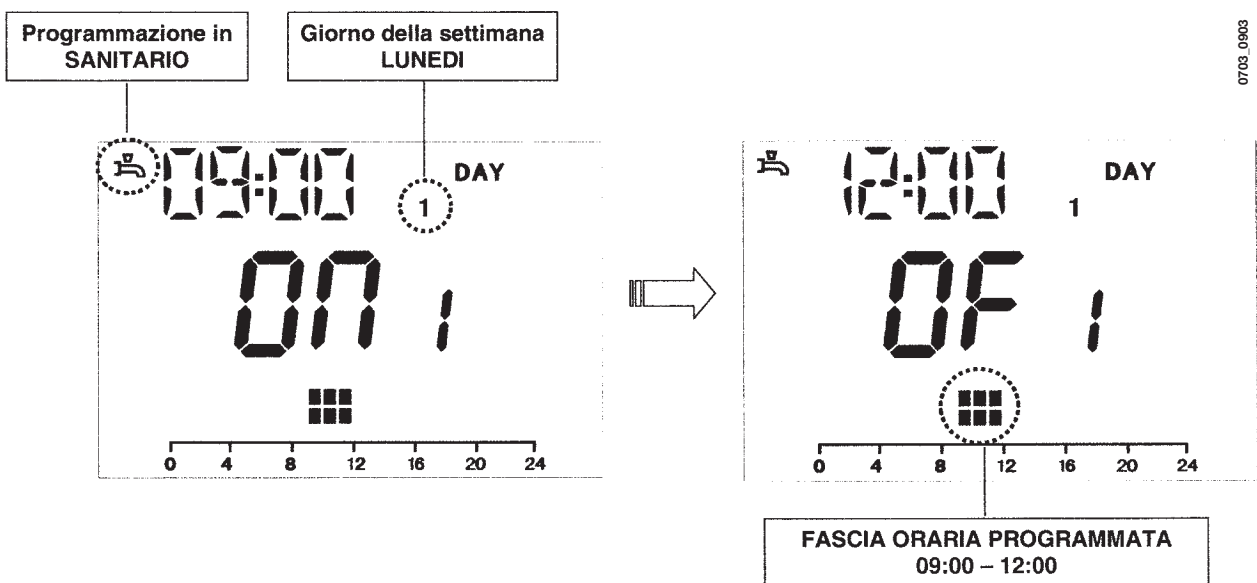 Programmazione in
SANITARIO
Giorno della settimana
LUNEDI
0703_0903
09:00
DAY
1
ON 1
0 4 8 12 16 20 24
12:00
DAY
1
OF 1
0 4 8 12 16 20 24
FASCIA ORARIA PROGRAMMATA
09:00 – 12:00